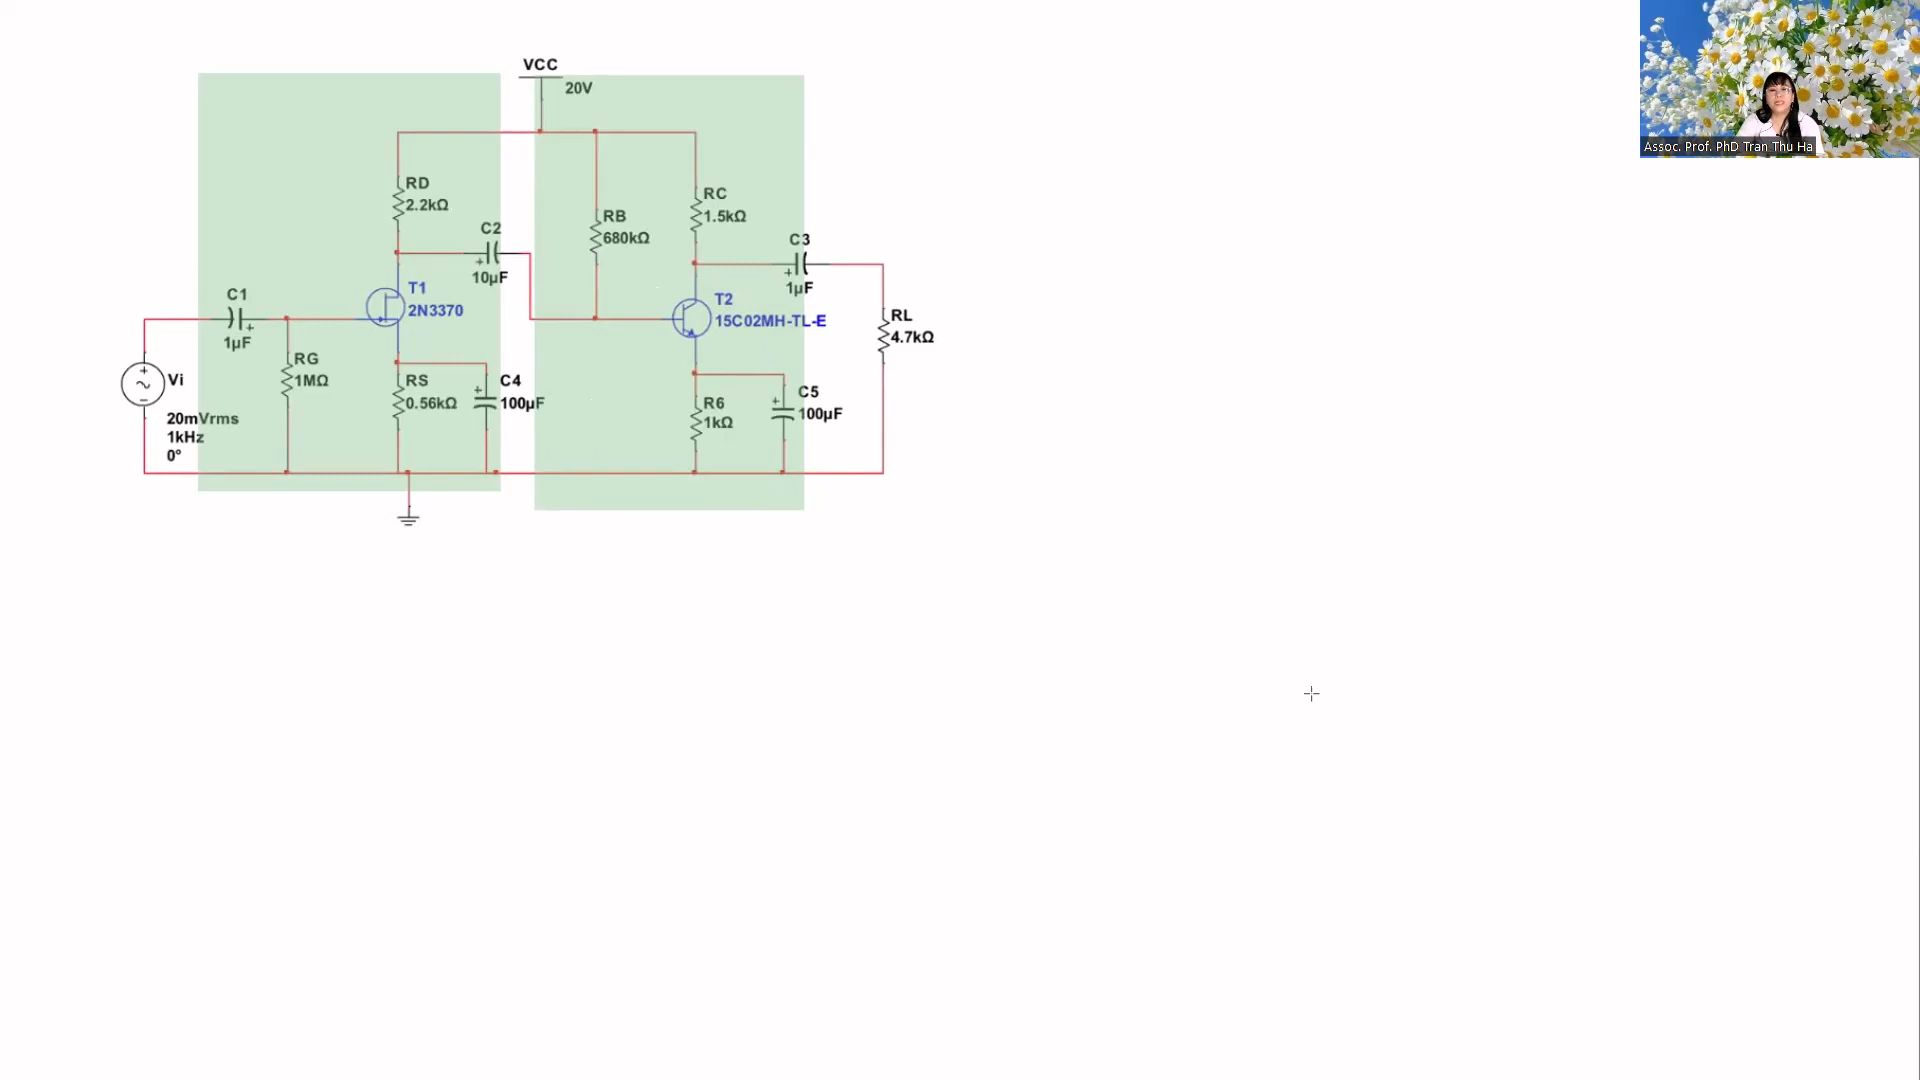 VCC
20V
RD
2.2kΩ
RC
1.5kΩ
RB
680kΩ
C2
10μF
C3
1μF
C1
1μF
T1
2N3370
T2
15C02MH-TL-E
RL
4.7kΩ
RG
1MΩ
Vi
20mVrms
1kHz
0°
RS
0.56kΩ
C4
100μF
R6
1kΩ
C5
100μF
Assoc. Prof. PhD Tran Thu Ha